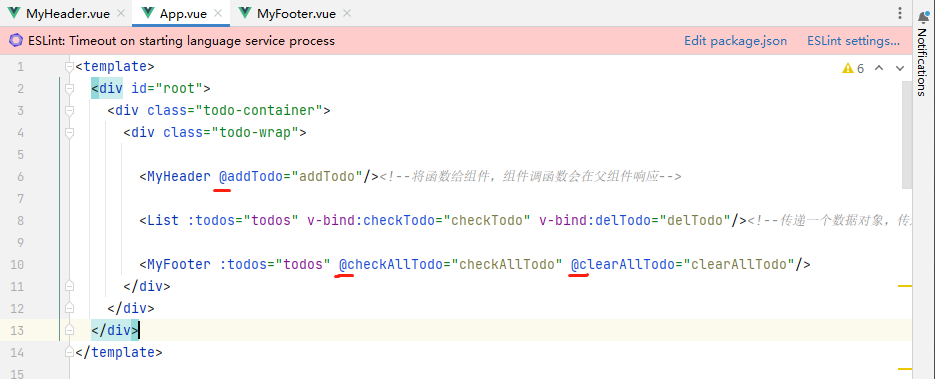 MyHeader.vue App.vue MyFooter.vue
ESLint: Timeout on starting language service process Edit package.json ESLint settings...
Notifications
6
1 <template>
2 <div id="root">
3 <div class="todo-container">
4 <div class="todo-wrap">
5
6 <MyHeader @addTodo="addTodo"/><!--将函数给组件，组件调函数会在父组件响应-->
7
8 <List :todos="todos" v-bind:checkTodo="checkTodo" v-bind:delTodo="delTodo"/><!--传递一个数据对象，传
9
10 <MyFooter :todos="todos" @checkAllTodo="checkAllTodo" @clearAllTodo="clearAllTodo"/>
11 </div>
12 </div>
13 </div>
14 </template>
15